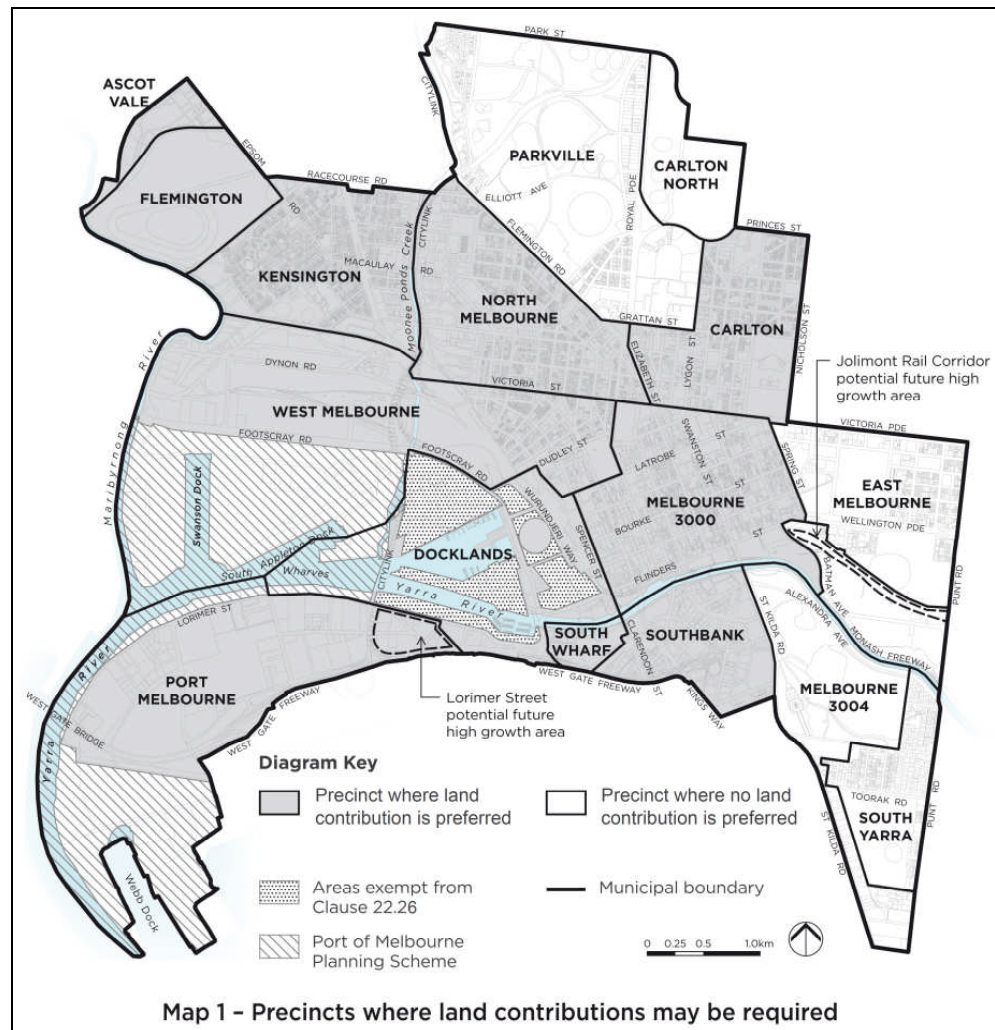 PARK ST
ASCOT
VALE
CITYLINK
EPSOM
RD
RACECOURSE RD
FLEMINGTON
PARKVILLE
CARLTON
NORTH
ELLIOTT AVE
ROYAL PDE
PRINCES ST
FLEMINGTON RD
KENSINGTON
MACAULAY RD
Moonee Ponds Creek
CITYLINK
NORTH
MELBOURNE
GRATTAN ST
CARLTON
ELIZABETH ST
LYGON ST
NICHOLSON ST
Jolimont Rail Corridor
potential future high
growth area
Maribyrnong River
DYNON RD
VICTORIA ST
WEST MELBOURNE
FOOTSCRAY RD
FOOTSCRAY RD
DUDLEY ST
LATROBE ST
SWANSTON ST
SPRING ST
VICTORIA PDE
EAST
MELBOURNE
WELLINGTON PDE
MELBOURNE
3000
Swanson Dock
WURUNDJERI WAY
SPENCER ST
BOURKE ST
FLINDERS ST
DOCKLANDS
South Wharves
Appleton Dock
CITYLINK
Yarra River
BATMAN AVE
PUNT RD
ALEXANDRA AVE
MONASH FREEWAY
LORIMER ST
SOUTH
WHARF
SOUTHBANK
ST KILDA RD
CLARENDON ST
WEST GATE FREEWAY
KINGS WAY
PORT
MELBOURNE
Yarra River
WEST GATE BRIDGE
WEST GATE FREEWAY
Lorimer Street
potential future
high growth area
MELBOURNE
3004
TOORAK RD
SOUTH
YARRA
PUNT RD
ST KILDA RD
Webb Dock
Diagram Key
Precinct where land
contribution is preferred
Precinct where no land
contribution is preferred
Areas exempt from
Clause 22.26
Municipal boundary
Port of Melbourne
Planning Scheme
0 0.25 0.5 1.0km
Map 1 – Precincts where land contributions may be required